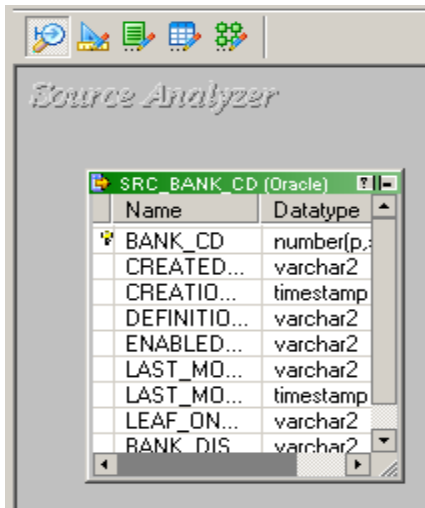 Source Analyzer
SRC_BANK_CD (Oracle)
Name Datatype
BANK_CD number(p,
CREATED... varchar2
CREATIO... timestamp
DEFINITIO... varchar2
ENABLED... varchar2
LAST_MO... varchar2
LAST_MO... timestamp
LEAF_ON... varchar2
BANK_DIS varchar2